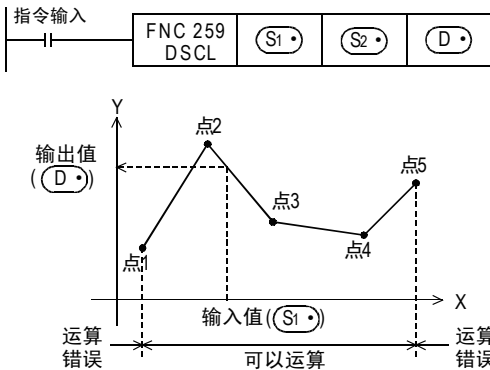 指令输入
FNC 259
DSCL
S1・
S2・
D・
Y
点2
输出值
(D・)
点5
点3
点1
点4
X
输入值(S1・)
运算
错误
可以运算
运算
错误